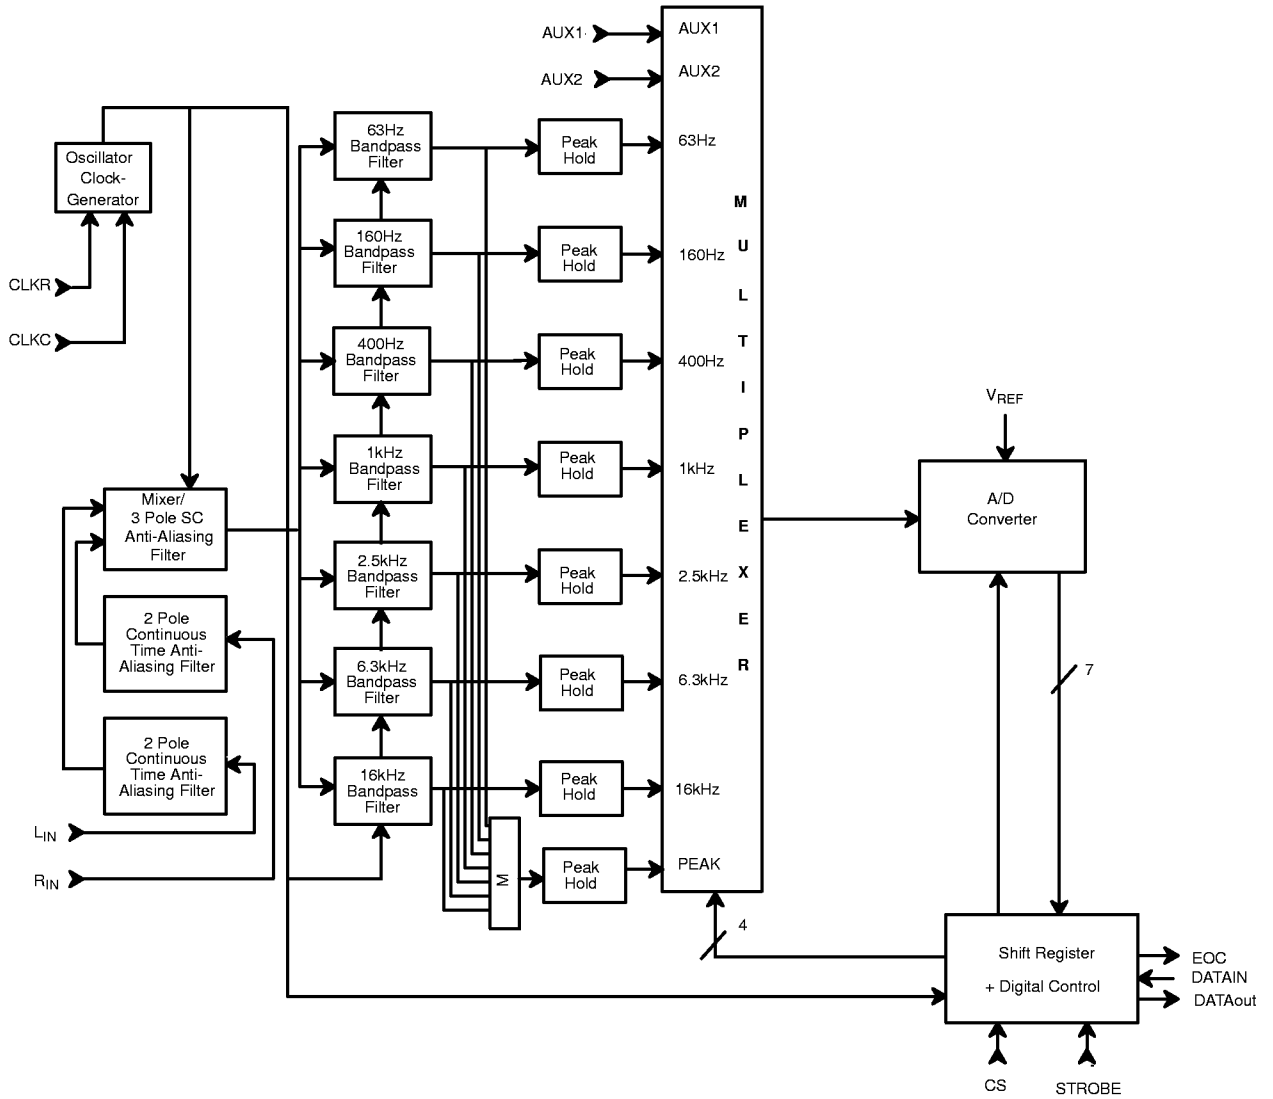 AUX1
AUX1
AUX2
AUX2
63Hz
Bandpass
Filter
Peak
Hold
63Hz
Oscillator
Clock-
Generator
MULTIPLEXER
160Hz
Bandpass
Filter
Peak
Hold
160Hz
CLKR
CLKC
400Hz
Bandpass
Filter
Peak
Hold
400Hz
VREF
1kHz
Bandpass
Filter
Peak
Hold
1kHz
Mixer/
3 Pole SC
Anti-Aliasing
Filter
A/D
Converter
2.5kHz
Bandpass
Filter
Peak
Hold
2.5kHz
2 Pole
Continuous
Time Anti-
Aliasing Filter
6.3kHz
Bandpass
Filter
Peak
Hold
6.3kHz
7
2 Pole
Continuous
Time Anti-
Aliasing Filter
16kHz
Bandpass
Filter
Peak
Hold
16kHz
LIN
RIN
M
Peak
Hold
PEAK
4
Shift Register
+ Digital Control
EOC
DATAIN
DATAout
CS
STROBE